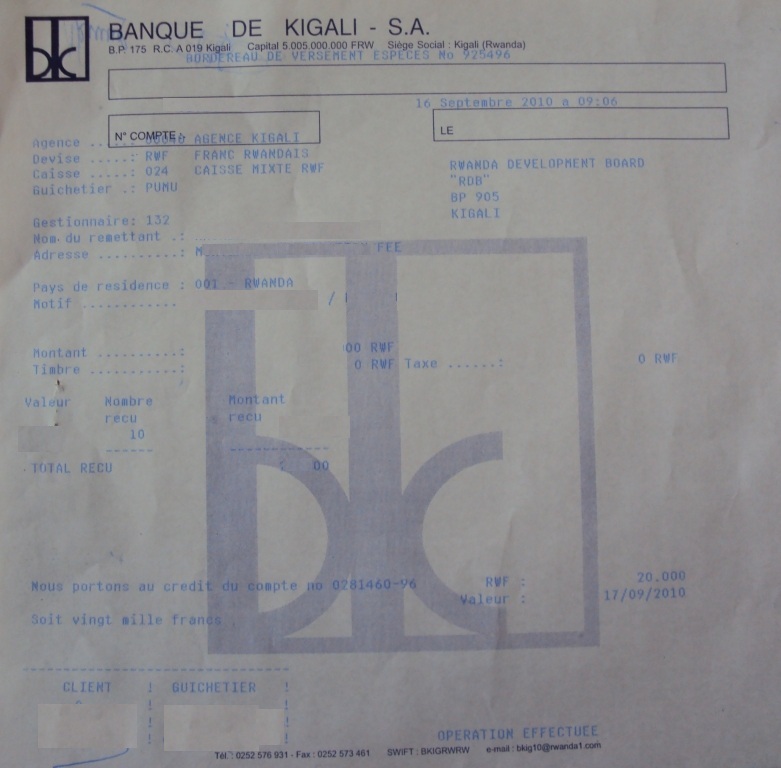 BANQUE DE KIGALI - S.A.
B.P. 175 R.C. A 019 Kigali Capital 5.005.000.000 FRW Siège Social : Kigali (Rwanda)
BORDEREAU DE VERSEMENT ESPECES No 925496
16 Septembre 2010 a 09:06
N° COMPTE :
LE
Agence ..... 00040 AGENCE KIGALI
Devise .....: RWF FRANC RWANDAIS
Caisse .....: 024 CAISSE MIXTE RWF
Guichetier .: PUMU
RWANDA DEVELOPMENT BOARD
"RDB"
BP 905
KIGALI
Gestionnaire: 132
Nom du remettant .:
Adresse ..........: M FEE
Pays de residence : 001 - RWANDA
Motif ............ /
Montant ..........: 00 RWF
Timbre ...........: 0 RWF Taxe ......: 0 RWF
Valeur Nombre Montant
recu recu
10
TOTAL RECU 00
Nous portons au credit du compte no 0281460-96 RWF : 20.000
Valeur : 17/09/2010
Soit vingt mille francs
CLIENT ! GUICHETIER !
OPERATION EFFECTUEE
Tél. : 0252 576 931 - Fax : 0252 573 461 SWIFT : BKIGRWRW e-mail : bkig10@rwanda1.com